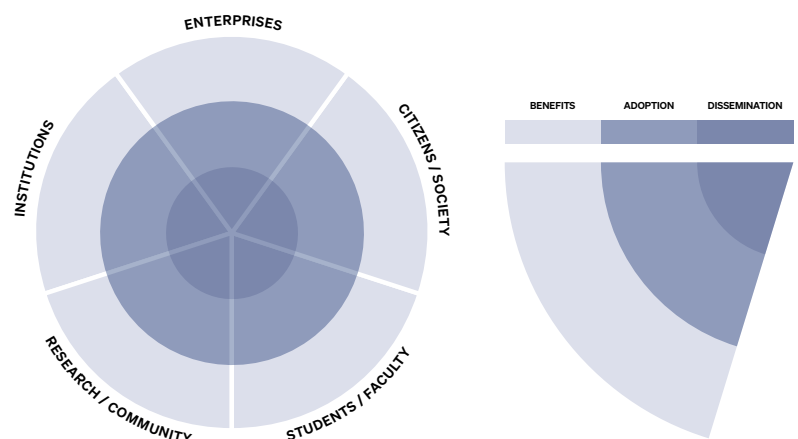 ENTERPRISES
CITIZENS / SOCIETY
STUDENTS / FACULTY
RESEARCH / COMMUNITY
INSTITUTIONS
BENEFITS
ADOPTION
DISSEMINATION